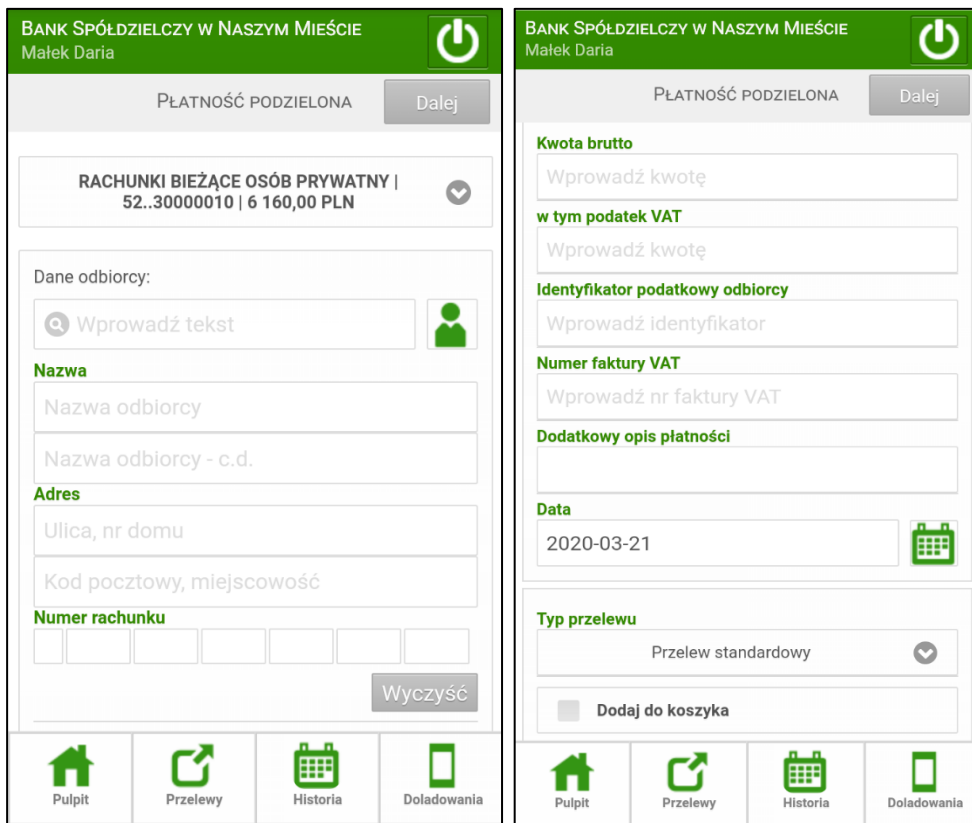 BANK SPÓŁDZIELCZY W NASZYM MIEŚCIE
Małek Daria
PŁATNOŚĆ PODZIELONA
Dalej
RACHUNKI BIEŻĄCE OSÓB PRYWATNY |
52..30000010 | 6 160,00 PLN
Dane odbiorcy:
Wprowadź tekst
Nazwa
Nazwa odbiorcy
Nazwa odbiorcy - c.d.
Adres
Ulica, nr domu
Kod pocztowy, miejscowość
Numer rachunku
Wyczyść
Pulpit
Przelewy
Historia
Doladowania
BANK SPÓŁDZIELCZY W NASZYM MIEŚCIE
Małek Daria
PŁATNOŚĆ PODZIELONA
Dalej
Kwota brutto
Wprowadź kwotę
w tym podatek VAT
Wprowadź kwotę
Identyfikator podatkowy odbiorcy
Wprowadź identyfikator
Numer faktury VAT
Wprowadź nr faktury VAT
Dodatkowy opis płatności
Data
2020-03-21
Typ przelewu
Przelew standardowy
Dodaj do koszyka
Pulpit
Przelewy
Historia
Doladowania